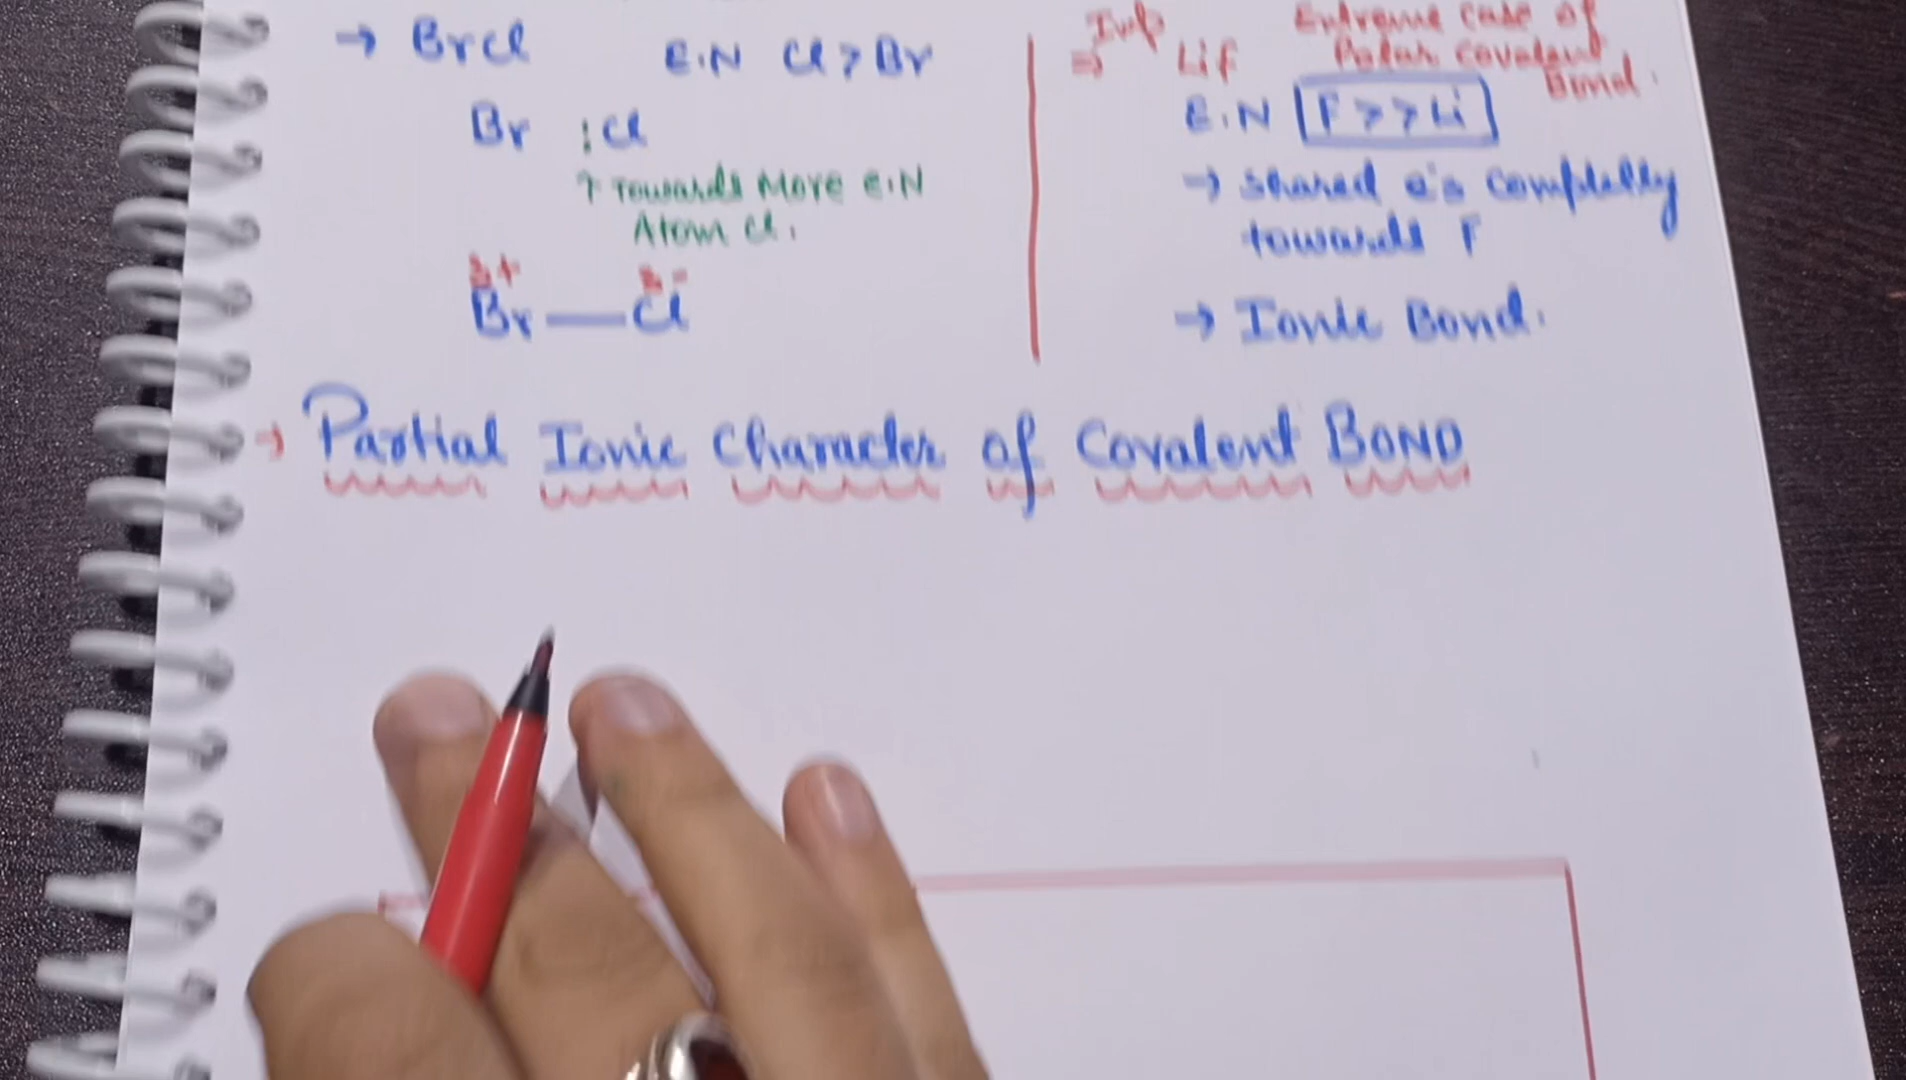 → BrCl E.N Cl > Br
Br :Cl
↑ Towards More E.N
Atom Cl.
δ+ δ-
Br — Cl
Imp
⇒ Lif Extreme case of
Polar Covalent
Bond.
E.N F >> Li
→ shared e's Completly
towards F
→ Ionic Bond.
→ Partial Ionic Character of Covalent BOND